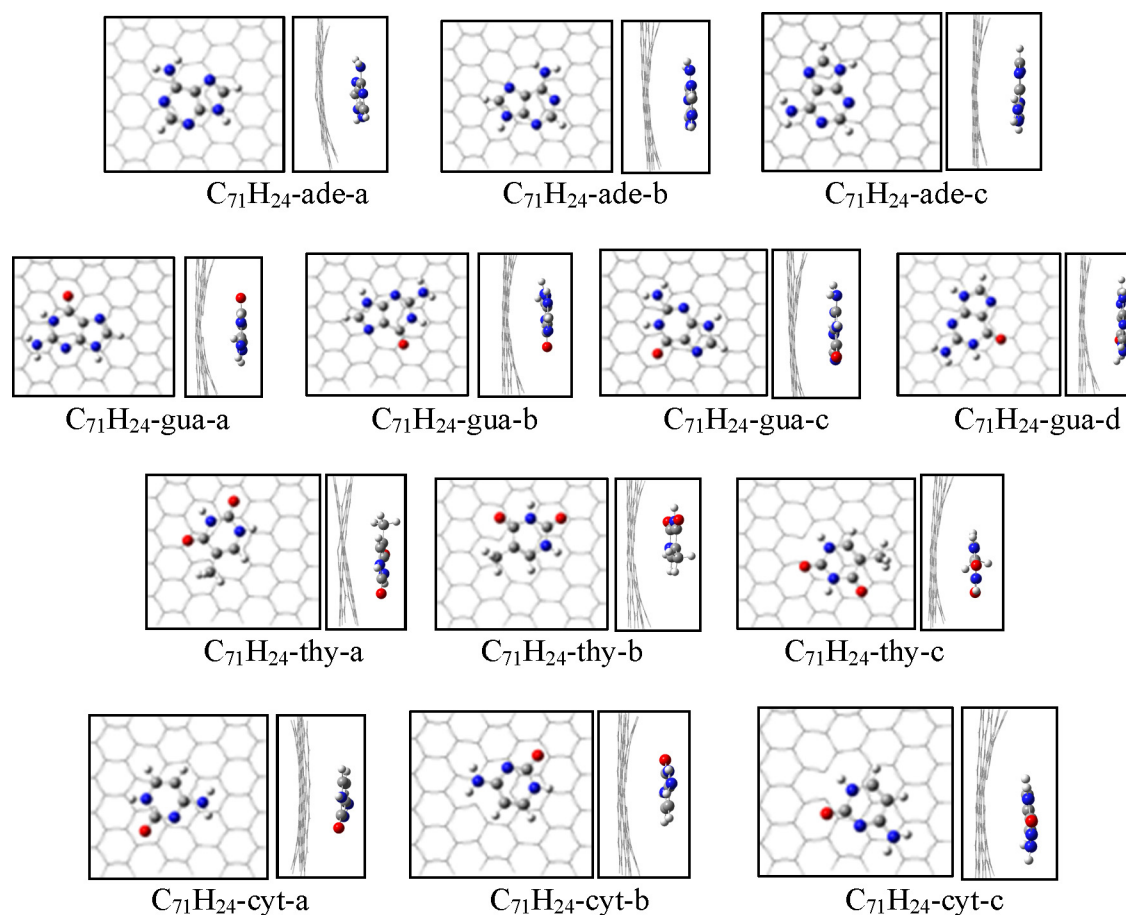 C₇₁H₂₄-ade-a
C₇₁H₂₄-ade-b
C₇₁H₂₄-ade-c
C₇₁H₂₄-gua-a
C₇₁H₂₄-gua-b
C₇₁H₂₄-gua-c
C₇₁H₂₄-gua-d
C₇₁H₂₄-thy-a
C₇₁H₂₄-thy-b
C₇₁H₂₄-thy-c
C₇₁H₂₄-cyt-a
C₇₁H₂₄-cyt-b
C₇₁H₂₄-cyt-c